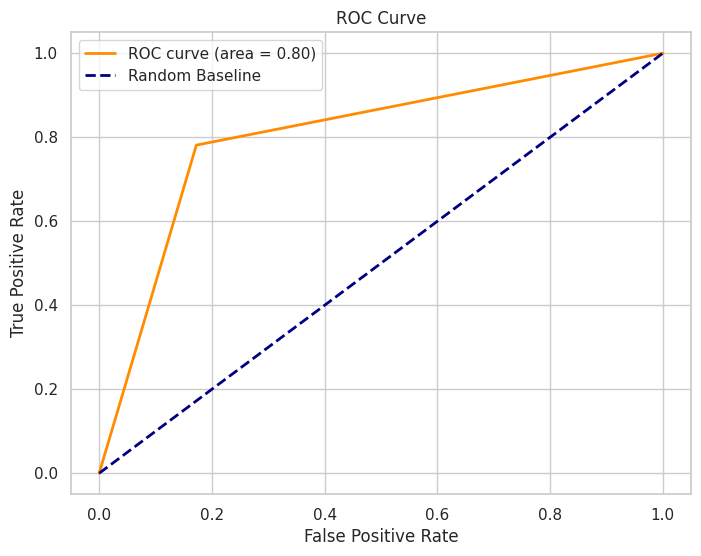 ROC Curve
ROC curve (area = 0.80)
Random Baseline
1.0
0.8
0.6
0.4
0.2
0.0
True Positive Rate
0.0 0.2 0.4 0.6 0.8 1.0
False Positive Rate